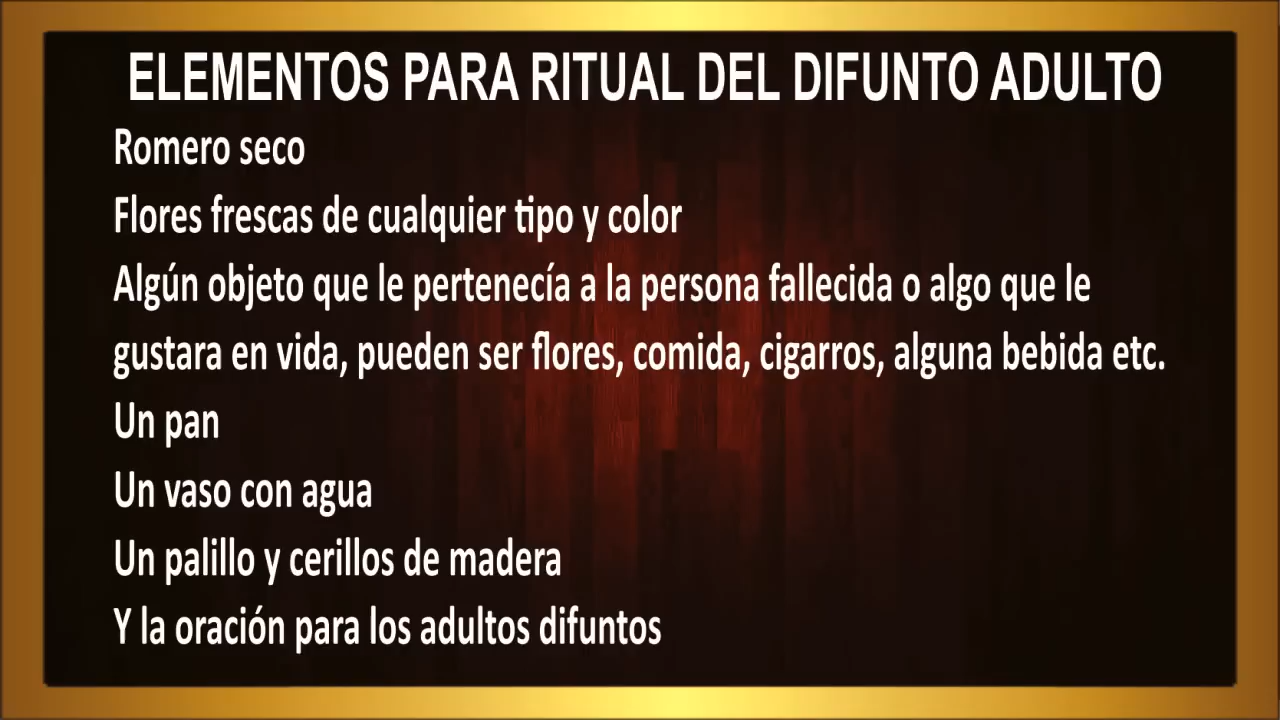 ELEMENTOS PARA RITUAL DEL DIFUNTO ADULTO
Romero seco
Flores frescas de cualquier tipo y color
Algún objeto que le pertenecía a la persona fallecida o algo que le
gustara en vida, pueden ser flores, comida, cigarros, alguna bebida etc.
Un pan
Un vaso con agua
Un palillo y cerillos de madera
Y la oración para los adultos difuntos